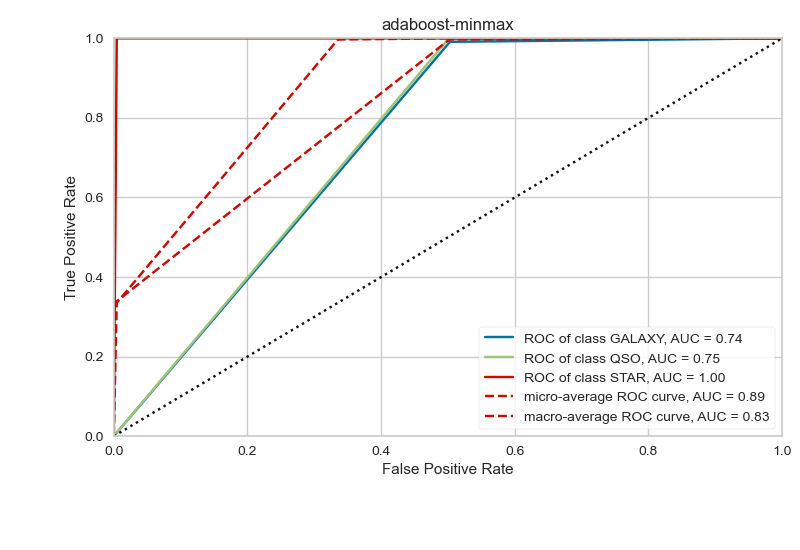 adaboost-minmax
1.0
0.8
0.6
0.4
0.2
0.0
True Positive Rate
ROC of class GALAXY, AUC = 0.74
ROC of class QSO, AUC = 0.75
ROC of class STAR, AUC = 1.00
micro-average ROC curve, AUC = 0.89
macro-average ROC curve, AUC = 0.83
0.0 0.2 0.4 0.6 0.8 1.0
False Positive Rate